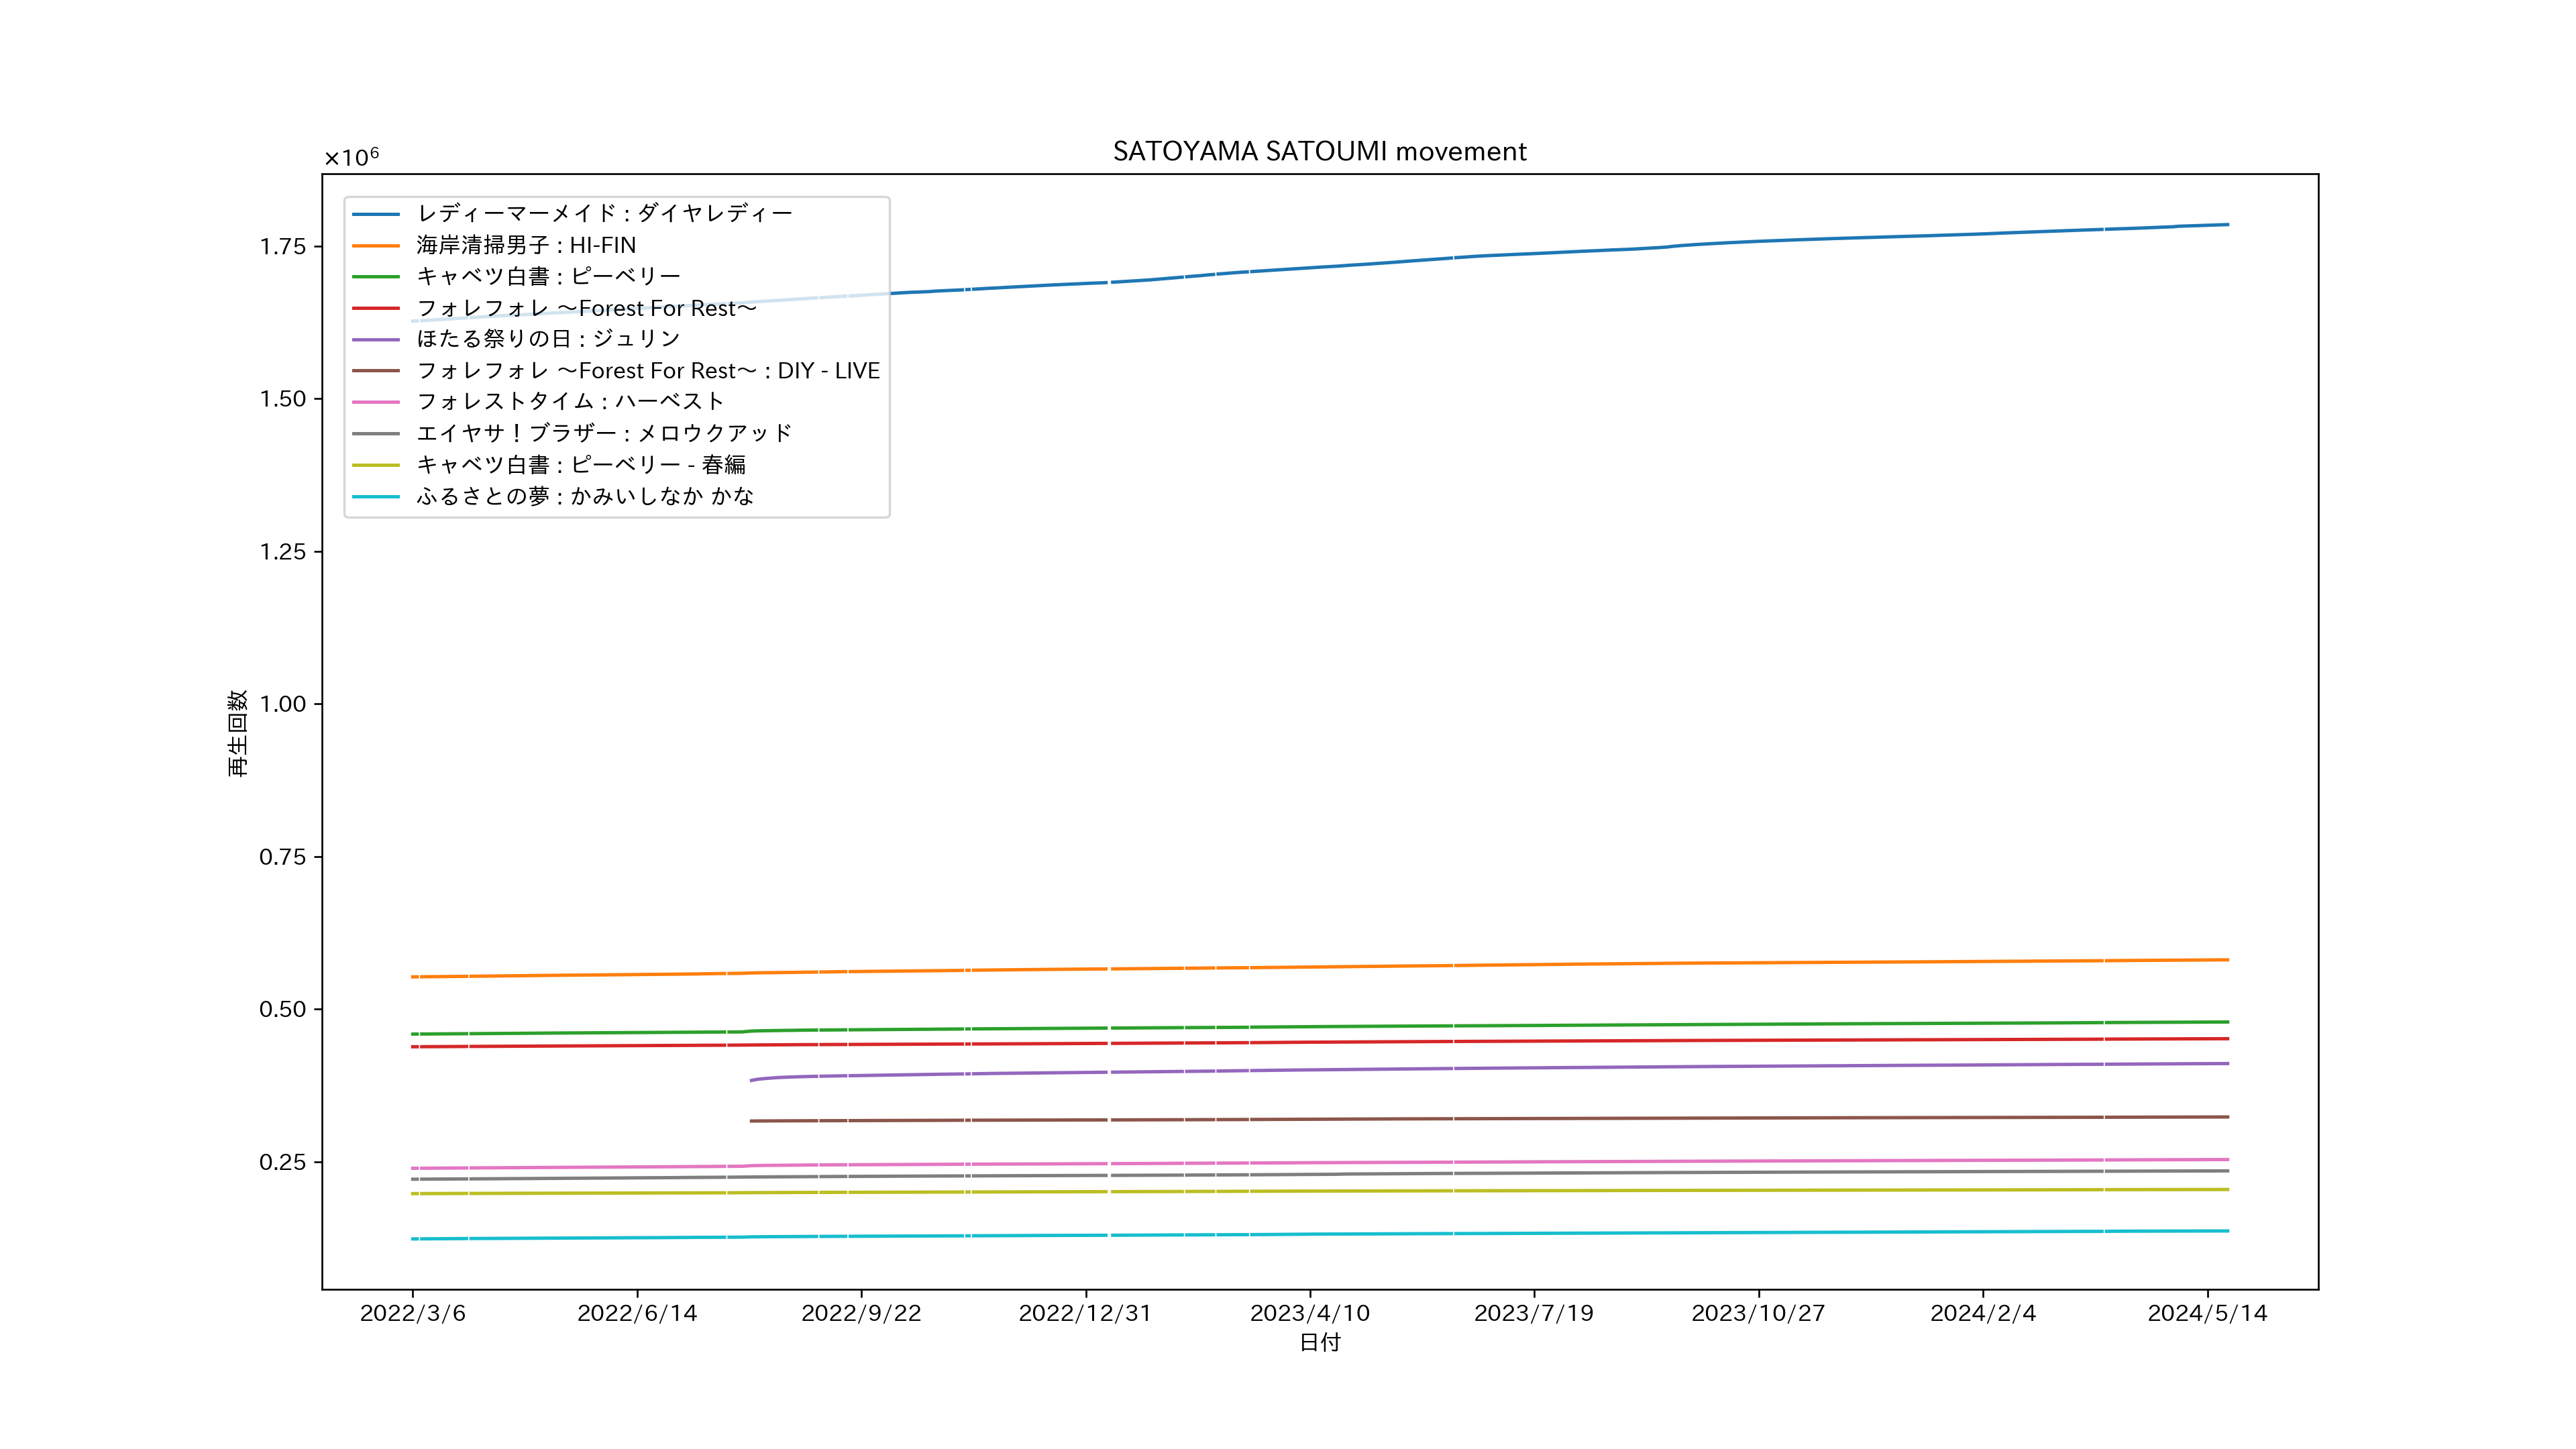 SATOYAMA SATOUMI movement
×10⁶
レディーマーメイド : ダイヤレディー
海岸清掃男子 : HI-FIN
キャベツ白書 : ピーベリー
フォレフォレ 〜Forest For Rest〜
ほたる祭りの日 : ジュリン
フォレフォレ 〜Forest For Rest〜 : DIY - LIVE
フォレストタイム : ハーベスト
エイヤサ！ブラザー : メロウクアッド
キャベツ白書 : ピーベリー - 春編
ふるさとの夢 : かみいしなか かな
1.75
1.50
1.25
1.00
0.75
0.50
0.25
再生回数
2022/3/6 2022/6/14 2022/9/22 2022/12/31 2023/4/10 2023/7/19 2023/10/27 2024/2/4 2024/5/14
日付